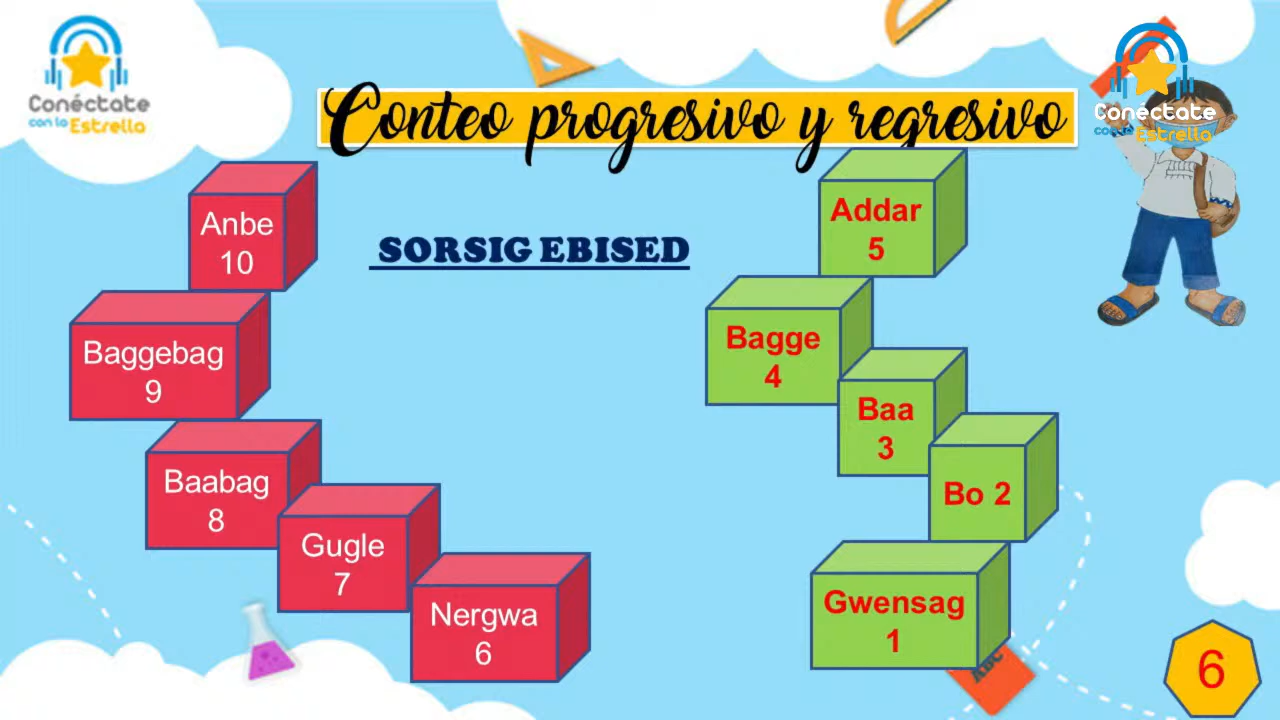 Conéctate
con la Estrella
Conteo progresivo y regresivo
Conéctate
con la Estrella
SORSIG EBISED
Anbe
10
Baggebag
9
Baabag
8
Gugle
7
Nergwa
6
Addar
5
Bagge
4
Baa
3
Bo 2
Gwensag
1
ABC
6